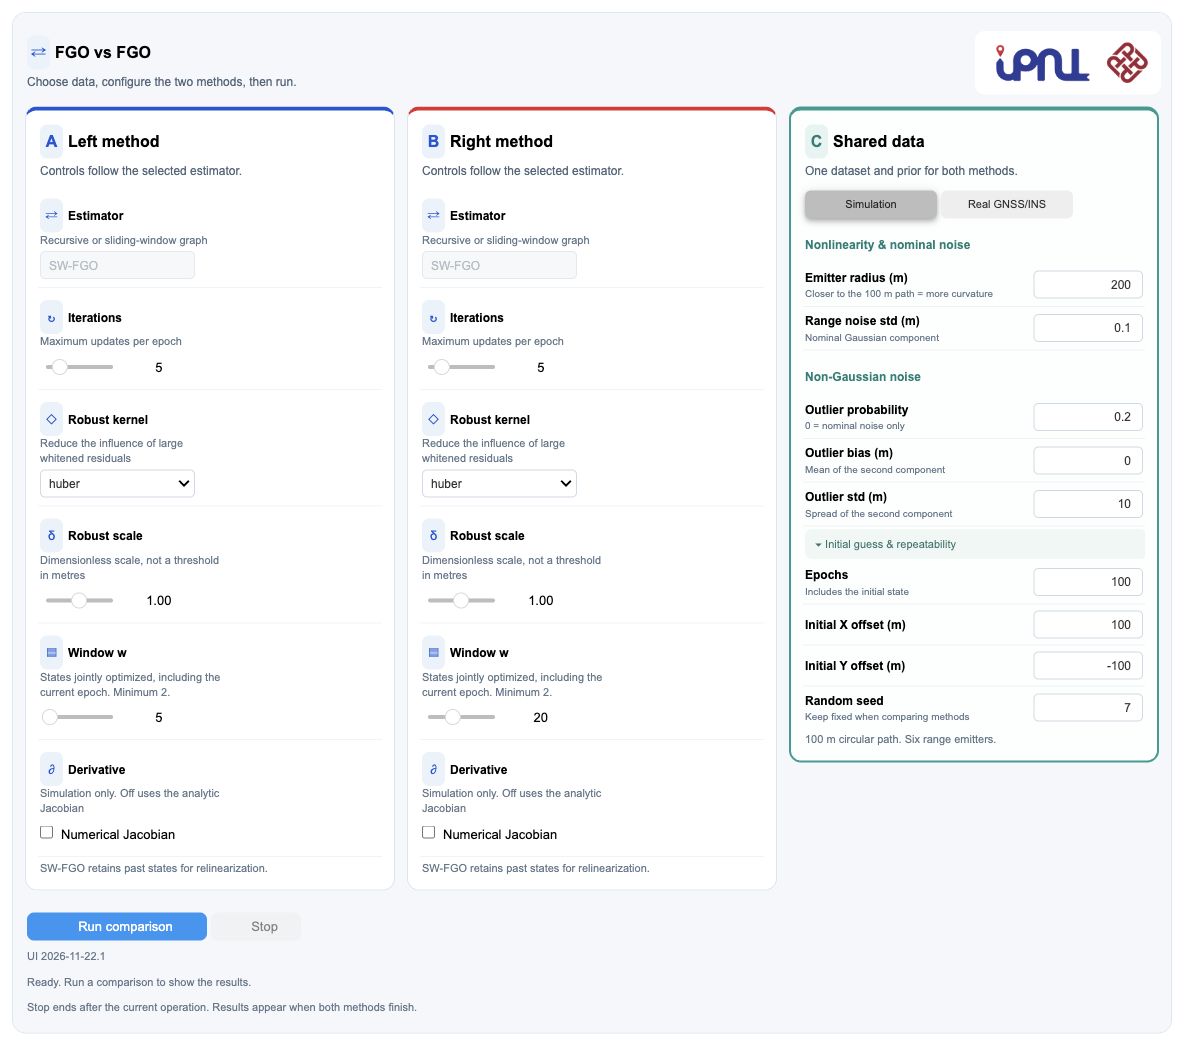 FGO vs FGO
Choose data, configure the two methods, then run.
ipnl
A Left method
Controls follow the selected estimator.
Estimator
Recursive or sliding-window graph
SW-FGO
Iterations
Maximum updates per epoch
5
Robust kernel
Reduce the influence of large
whitened residuals
huber
δ Robust scale
Dimensionless scale, not a threshold
in metres
1.00
Window w
States jointly optimized, including the
current epoch. Minimum 2.
5
∂ Derivative
Simulation only. Off uses the analytic
Jacobian
Numerical Jacobian
SW-FGO retains past states for relinearization.
B Right method
Controls follow the selected estimator.
Estimator
Recursive or sliding-window graph
SW-FGO
Iterations
Maximum updates per epoch
5
Robust kernel
Reduce the influence of large
whitened residuals
huber
δ Robust scale
Dimensionless scale, not a threshold
in metres
1.00
Window w
States jointly optimized, including the
current epoch. Minimum 2.
20
∂ Derivative
Simulation only. Off uses the analytic
Jacobian
Numerical Jacobian
SW-FGO retains past states for relinearization.
C Shared data
One dataset and prior for both methods.
Simulation Real GNSS/INS
Nonlinearity & nominal noise
Emitter radius (m) 200
Closer to the 100 m path = more curvature
Range noise std (m) 0.1
Nominal Gaussian component
Non-Gaussian noise
Outlier probability 0.2
0 = nominal noise only
Outlier bias (m) 0
Mean of the second component
Outlier std (m) 10
Spread of the second component
Initial guess & repeatability
Epochs 100
Includes the initial state
Initial X offset (m) 100
Initial Y offset (m) -100
Random seed 7
Keep fixed when comparing methods
100 m circular path. Six range emitters.
Run comparison Stop
UI 2026-11-22.1
Ready. Run a comparison to show the results.
Stop ends after the current operation. Results appear when both methods finish.